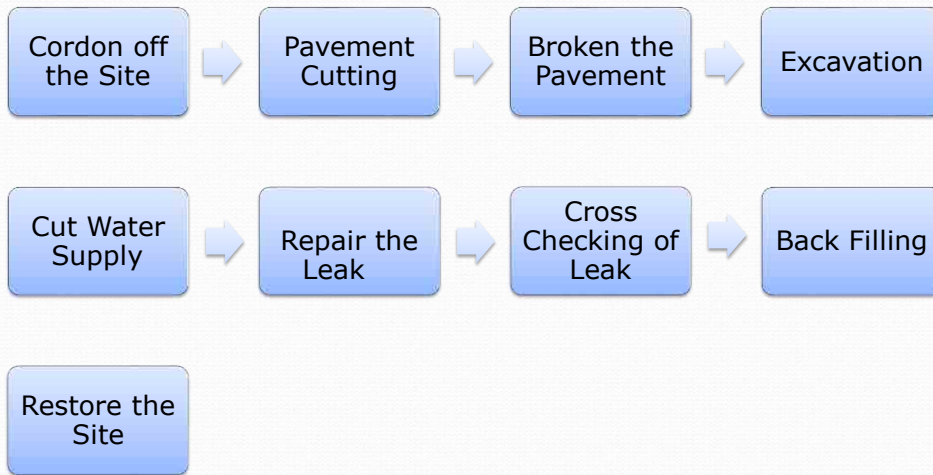 Cordon off
the Site
Pavement
Cutting
Broken the
Pavement
Excavation
Cut Water
Supply
Repair the
Leak
Cross
Checking of
Leak
Back Filling
Restore the
Site